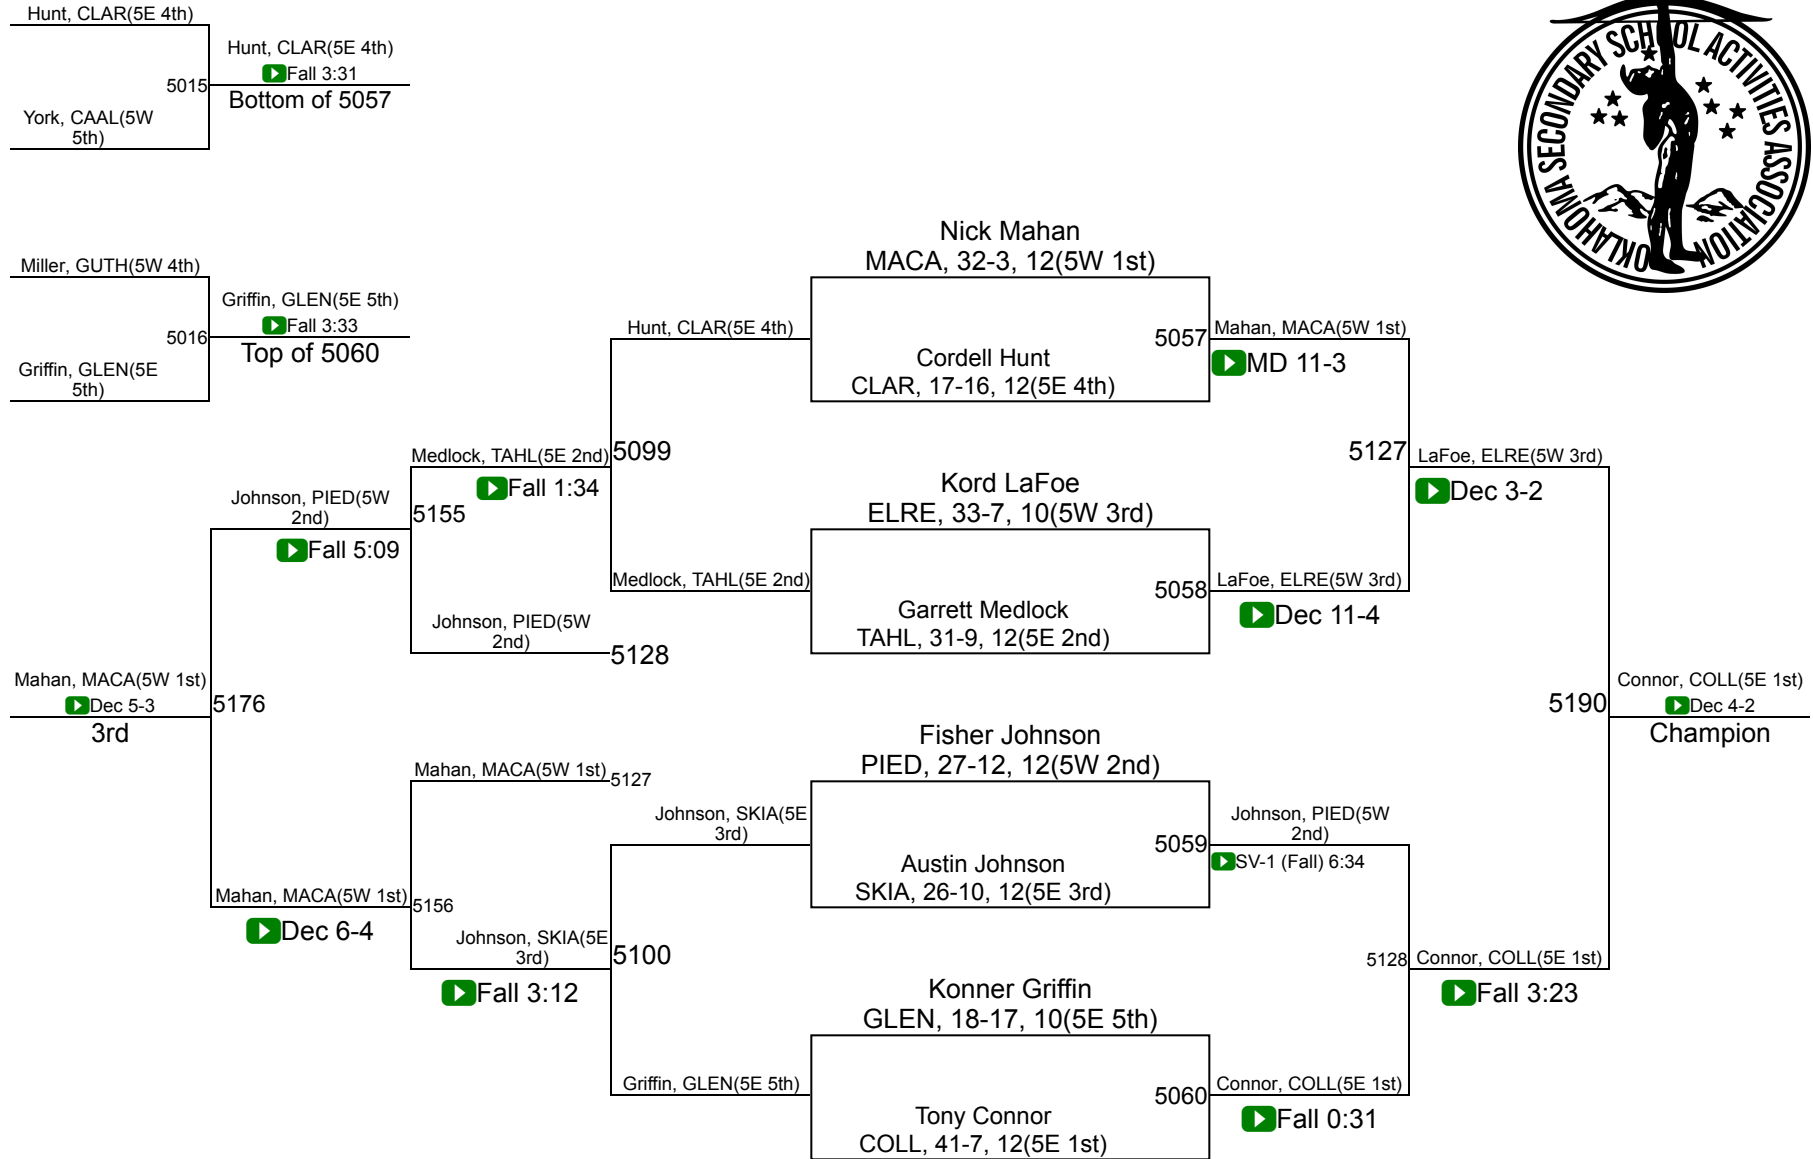 Hunt, CLAR(5E 4th)
Hunt, CLAR(5E 4th)
Fall 3:31
5015
Bottom of 5057
York, CAAL(5W
5th)
OKLAHOMA SECONDARY SCHOOL ACTIVITIES ASSOCIATION
Miller, GUTH(5W 4th)
Griffin, GLEN(5E 5th)
Fall 3:33
5016
Top of 5060
Griffin, GLEN(5E
5th)
Nick Mahan
MACA, 32-3, 12(5W 1st)
Hunt, CLAR(5E 4th)
5057
Mahan, MACA(5W 1st)
MD 11-3
Cordell Hunt
CLAR, 17-16, 12(5E 4th)
Medlock, TAHL(5E 2nd)
5099
Fall 1:34
5127
LaFoe, ELRE(5W 3rd)
Dec 3-2
Johnson, PIED(5W
2nd)
5155
Fall 5:09
Kord LaFoe
ELRE, 33-7, 10(5W 3rd)
Medlock, TAHL(5E 2nd)
5058
LaFoe, ELRE(5W 3rd)
Dec 11-4
Garrett Medlock
TAHL, 31-9, 12(5E 2nd)
Johnson, PIED(5W
2nd)
5128
Mahan, MACA(5W 1st)
Dec 5-3
5176
3rd
5190
Connor, COLL(5E 1st)
Dec 4-2
Champion
Fisher Johnson
PIED, 27-12, 12(5W 2nd)
Mahan, MACA(5W 1st)
5127
Johnson, SKIA(5E
3rd)
5059
Johnson, PIED(5W
2nd)
SV-1 (Fall) 6:34
Austin Johnson
SKIA, 26-10, 12(5E 3rd)
Mahan, MACA(5W 1st)
5156
Dec 6-4
Johnson, SKIA(5E
3rd)
5100
Fall 3:12
5128
Connor, COLL(5E 1st)
Fall 3:23
Konner Griffin
GLEN, 18-17, 10(5E 5th)
Griffin, GLEN(5E 5th)
5060
Connor, COLL(5E 1st)
Fall 0:31
Tony Connor
COLL, 41-7, 12(5E 1st)